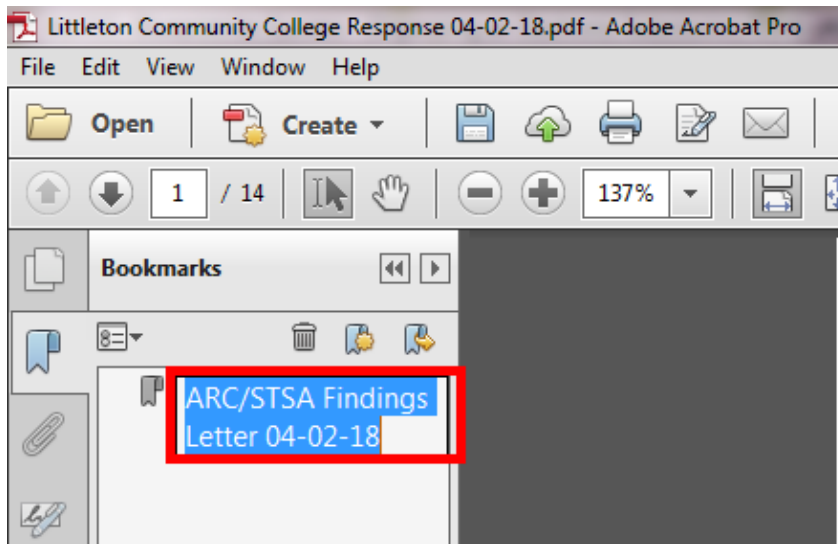 Littleton Community College Response 04-02-18.pdf - Adobe Acrobat Pro
File Edit View Window Help
Open Create
1 / 14 137%
Bookmarks
ARC/STSA Findings
Letter 04-02-18